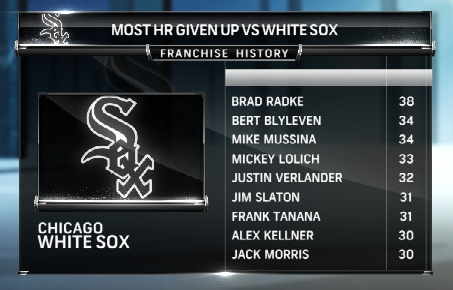 MOST HR GIVEN UP VS WHITE SOX
FRANCHISE HISTORY
Sox
CHICAGO
WHITE SOX
BRAD RADKE 38
BERT BLYLEVEN 34
MIKE MUSSINA 34
MICKEY LOLICH 33
JUSTIN VERLANDER 32
JIM SLATON 31
FRANK TANANA 31
ALEX KELLNER 30
JACK MORRIS 30